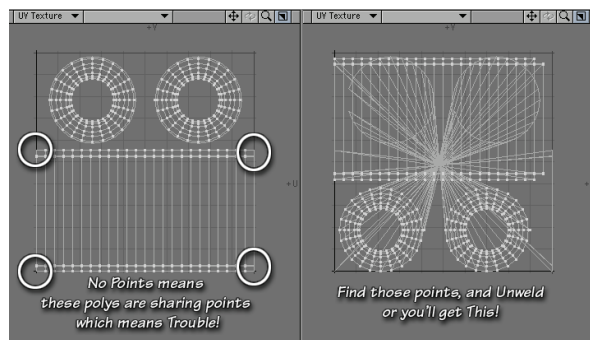 UV Texture
UV Texture
+Y
+Y
+U
+
No Points means
these polys are sharing points
which means Trouble!
Find those points, and Unweld
or you'll get This!